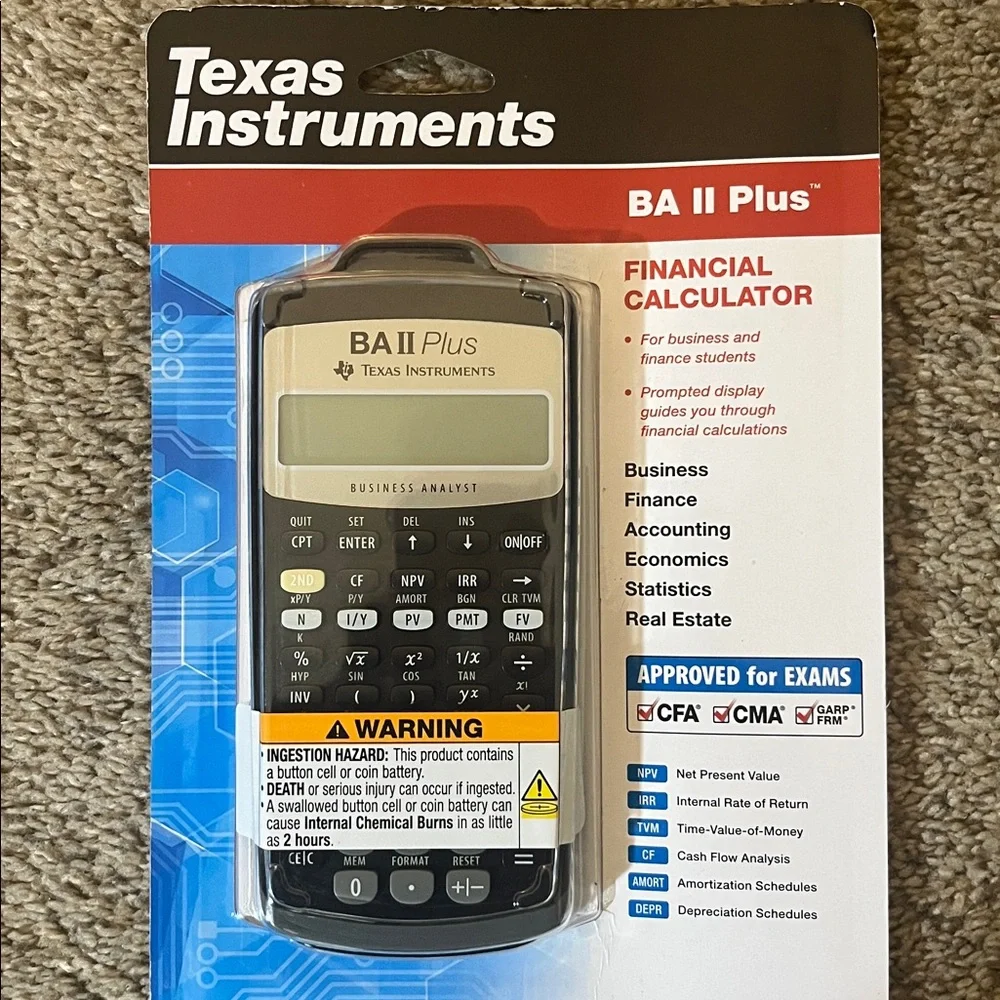 Texas
Instruments
BA II Plus™
FINANCIAL
CALCULATOR
• For business and
finance students
• Prompted display
guides you through
financial calculations
Business
Finance
Accounting
Economics
Statistics
Real Estate
APPROVED for EXAMS
CFA® CMA® GARP®
FRM®
NPV Net Present Value
IRR Internal Rate of Return
TVM Time-Value-of-Money
CF Cash Flow Analysis
AMORT Amortization Schedules
DEPR Depreciation Schedules
BA II Plus
TEXAS INSTRUMENTS
BUSINESS ANALYST
QUIT SET DEL INS
CPT ENTER ↑ ↓ ON|OFF
2ND CF NPV IRR →
xP/Y P/Y AMORT BGN CLR TVM
N I/Y PV PMT FV
K RAND
% √x x² 1/x ÷
HYP SIN COS TAN x!
INV ( ) yˣ ×
WARNING
• INGESTION HAZARD: This product contains
a button cell or coin battery.
• DEATH or serious injury can occur if ingested.
• A swallowed button cell or coin battery can
cause Internal Chemical Burns in as little
as 2 hours.
CE|C MEM FORMAT RESET =
0 . +|−